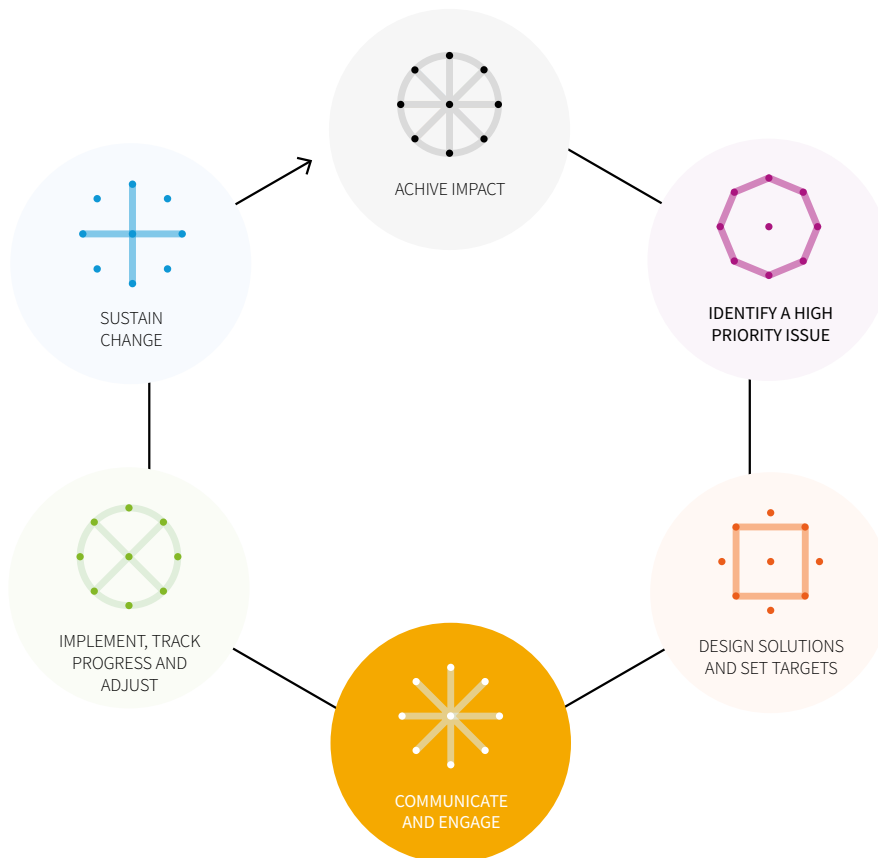 ACHIVE IMPACT
IDENTIFY A HIGH
PRIORITY ISSUE
DESIGN SOLUTIONS
AND SET TARGETS
COMMUNICATE
AND ENGAGE
IMPLEMENT, TRACK
PROGRESS AND
ADJUST
SUSTAIN
CHANGE